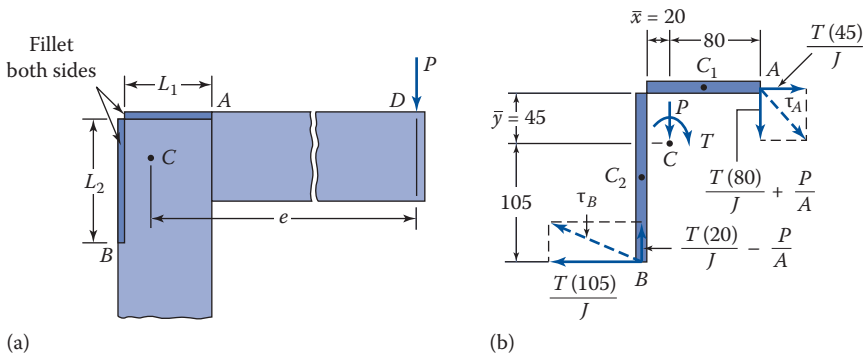 Fillet
both sides
L₁
A
D
P
C
L₂
e
B
(a)
x̄ = 20
80
C₁
A
T (45)
J
τA
P
ȳ = 45
T
C
C₂
T (80)/J + P/A
105
τB
T (20)/J − P/A
B
T (105)
J
(b)